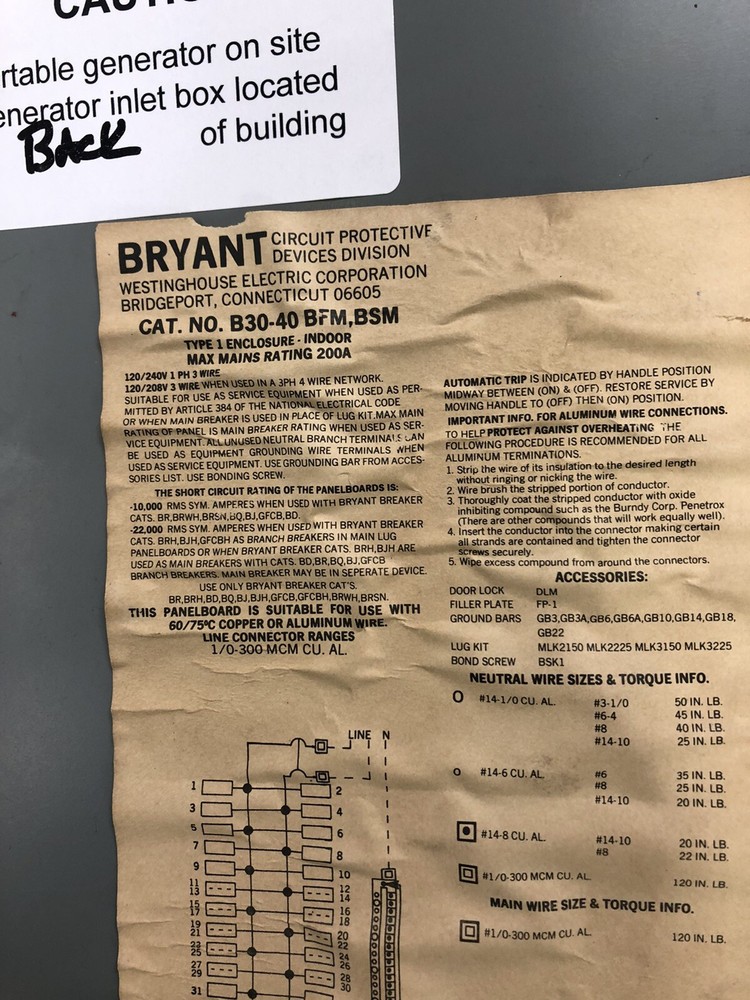 rtable generator on site
enerator inlet box located
BACK of building
BRYANT CIRCUIT PROTECTIVE
DEVICES DIVISION
WESTINGHOUSE ELECTRIC CORPORATION
BRIDGEPORT, CONNECTICUT 06605
CAT. NO. B30-40 BFM,BSM
TYPE 1 ENCLOSURE - INDOOR
MAX MAINS RATING 200A
120/240V 1 PH 3 WIRE
120/208V 3 WIRE WHEN USED IN A 3PH 4 WIRE NETWORK.
SUITABLE FOR USE AS SERVICE EQUIPMENT WHEN USED AS PER-
MITTED BY ARTICLE 384 OF THE NATIONAL ELECTRICAL CODE
OR WHEN MAIN BREAKER IS USED IN PLACE OF LUG KIT.MAX MAIN
RATING OF PANEL IS MAIN BREAKER RATING WHEN USED AS SER-
VICE EQUIPMENT. ALL UNUSED NEUTRAL BRANCH TERMINALS CAN
BE USED AS EQUIPMENT GROUNDING WIRE TERMINALS WHEN
USED AS SERVICE EQUIPMENT. USE GROUNDING BAR FROM ACCES-
SORIES LIST. USE BONDING SCREW.
THE SHORT CIRCUIT RATING OF THE PANELBOARDS IS:
-10,000 RMS SYM. AMPERES WHEN USED WITH BRYANT BREAKER
CATS. BR,BRWH,BRSN,BQ,BJ,GFCB,BD.
-22,000 RMS SYM. AMPERES WHEN USED WITH BRYANT BREAKER
CATS. BRH,BJH,GFCBH AS BRANCH BREAKERS IN MAIN LUG
PANELBOARDS OR WHEN BRYANT BREAKER CATS. BRH,BJH ARE
USED AS MAIN BREAKERS WITH CATS. BD,BR,BQ,BJ,GFCB
BRANCH BREAKERS. MAIN BREAKER MAY BE IN SEPERATE DEVICE.
USE ONLY BRYANT BREAKER CAT'S.
BR,BRH,BD,BQ,BJ,BJH,GFCB,GFCBH,BRWH,BRSN.
THIS PANELBOARD IS SUITABLE FOR USE WITH
60/75ºC COPPER OR ALUMINUM WIRE.
LINE CONNECTOR RANGES
1/0-300 MCM CU. AL.
AUTOMATIC TRIP IS INDICATED BY HANDLE POSITION
MIDWAY BETWEEN (ON) & (OFF). RESTORE SERVICE BY
MOVING HANDLE TO (OFF) THEN (ON) POSITION.
IMPORTANT INFO. FOR ALUMINUM WIRE CONNECTIONS.
TO HELP PROTECT AGAINST OVERHEATING THE
FOLLOWING PROCEDURE IS RECOMMENDED FOR ALL
ALUMINUM TERMINATIONS.
1. Strip the wire of its insulation to the desired length
without ringing or nicking the wire.
2. Wire brush the stripped portion of conductor.
3. Thoroughly coat the stripped conductor with oxide
inhibiting compound such as the Burndy Corp. Penetrox
(There are other compounds that will work equally well).
4. Insert the conductor into the connector making certain
all strands are contained and tighten the connector
screws securely.
5. Wipe excess compound from around the connectors.
ACCESSORIES:
DOOR LOCK DLM
FILLER PLATE FP-1
GROUND BARS GB3,GB3A,GB6,GB6A,GB10,GB14,GB18,
GB22
LUG KIT MLK2150 MLK2225 MLK3150 MLK3225
BOND SCREW BSK1
NEUTRAL WIRE SIZES & TORQUE INFO.
#14-1/0 CU. AL. #3-1/0 50 IN. LB.
#6-4 45 IN. LB.
#8 40 IN. LB.
#14-10 25 IN. LB.
#14-6 CU. AL. #6 35 IN. LB.
#8 25 IN. LB.
#14-10 20 IN. LB.
#14-8 CU. AL. #14-10 20 IN. LB.
#8 22 IN. LB.
#1/0-300 MCM CU. AL. 120 IN. LB.
MAIN WIRE SIZE & TORQUE INFO.
#1/0-300 MCM CU. AL. 120 IN. LB.
LINE N
1 2
3 4
5 6
7 8
9 10
11 12
13 14
15 16
17 18
19 20
21 22
23 24
25 26
27 28
29 30
31